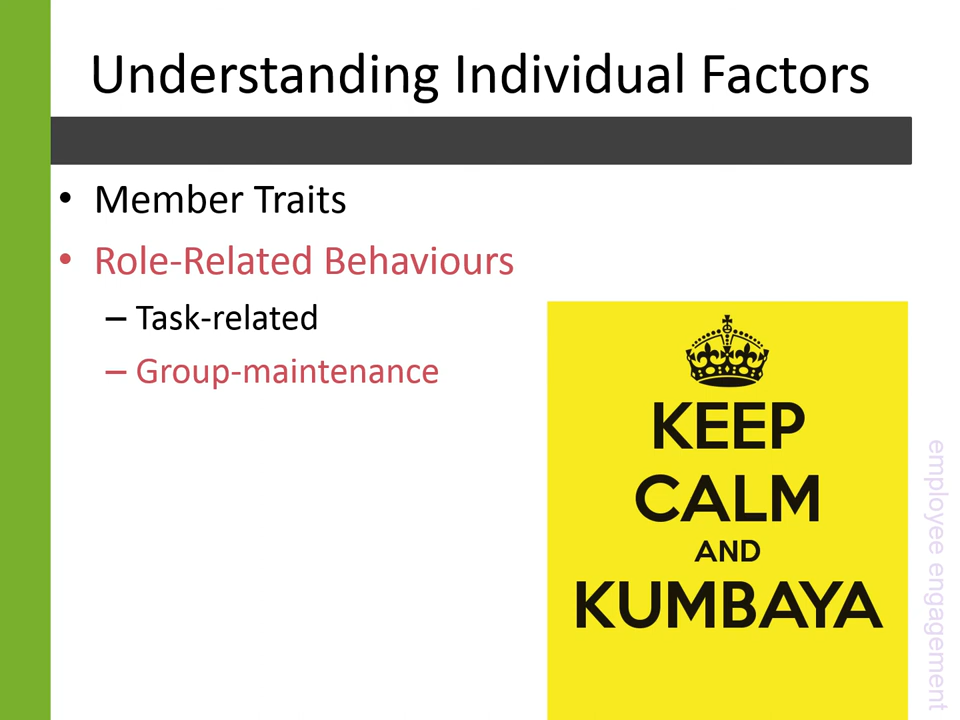 Understanding Individual Factors
• Member Traits
• Role-Related Behaviours
– Task-related
– Group-maintenance
KEEP
CALM
AND
KUMBAYA
employee engagement